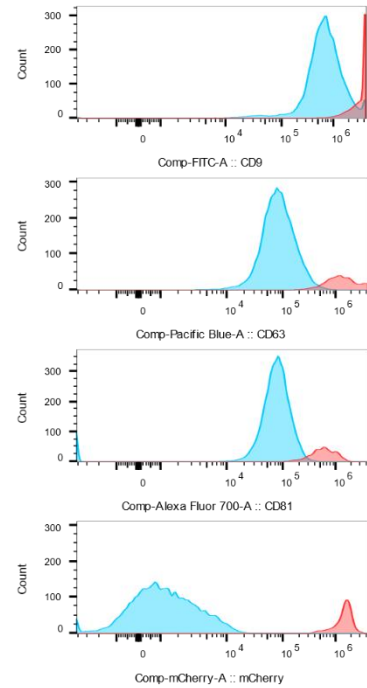 300
200
100
0
Count
0 10^4 10^5 10^6
Comp-FITC-A :: CD9
300
200
100
0
Count
0 10^4 10^5 10^6
Comp-Pacific Blue-A :: CD63
300
200
100
0
Count
0 10^4 10^5 10^6
Comp-Alexa Fluor 700-A :: CD81
300
200
100
0
Count
0 10^4 10^5 10^6
Comp-mCherry-A :: mCherry